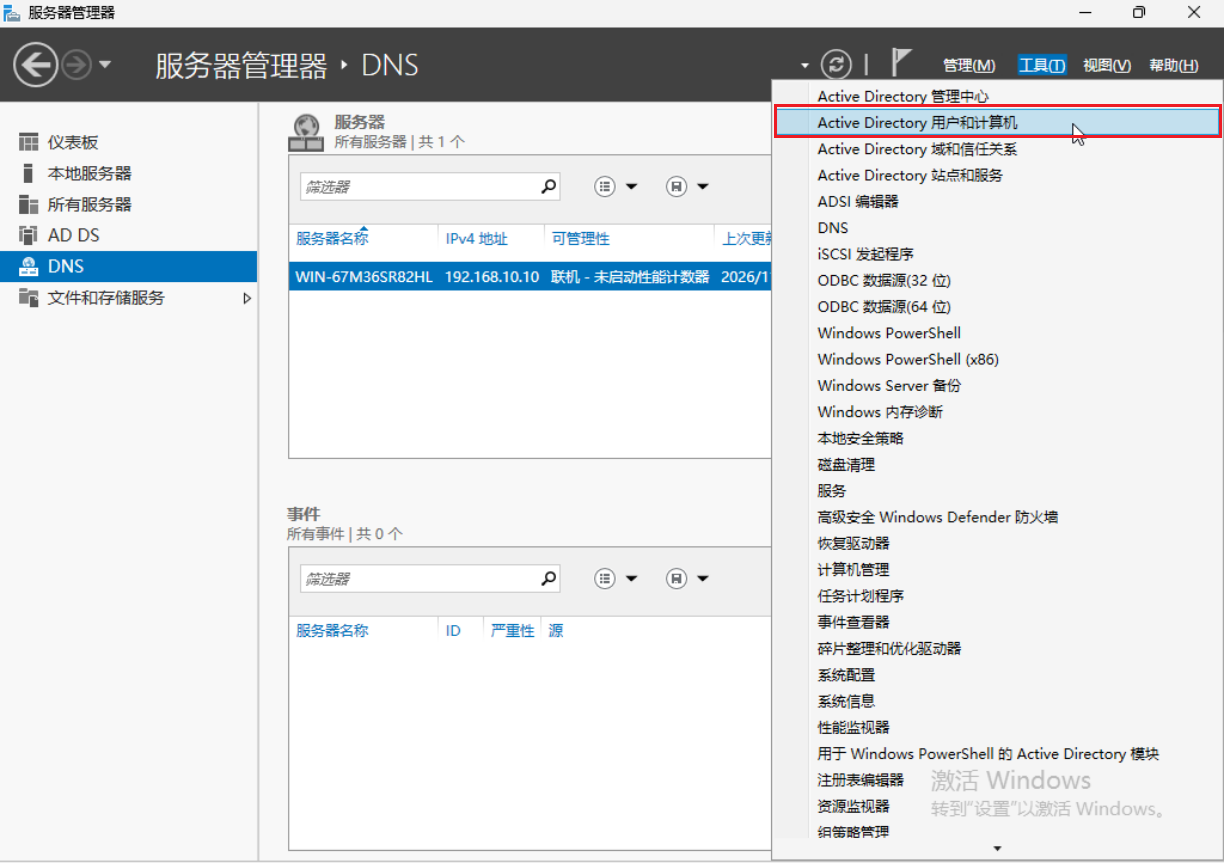 服务器管理器
服务器管理器 DNS
管理(M) 工具(T) 视图(V) 帮助(H)
仪表板
本地服务器
所有服务器
AD DS
DNS
文件和存储服务
服务器
所有服务器 | 共 1 个
筛选器
服务器名称 IPv4 地址 可管理性 上次更新
WIN-67M36SR82HL 192.168.10.10 联机 - 未启动性能计数器 2026/1
事件
所有事件 | 共 0 个
筛选器
服务器名称 ID 严重性 源
Active Directory 管理中心
Active Directory 用户和计算机
Active Directory 域和信任关系
Active Directory 站点和服务
ADSI 编辑器
DNS
iSCSI 发起程序
ODBC 数据源(32 位)
ODBC 数据源(64 位)
Windows PowerShell
Windows PowerShell (x86)
Windows Server 备份
Windows 内存诊断
本地安全策略
磁盘清理
服务
高级安全 Windows Defender 防火墙
恢复驱动器
计算机管理
任务计划程序
事件查看器
碎片整理和优化驱动器
系统配置
系统信息
性能监视器
用于 Windows PowerShell 的 Active Directory 模块
注册表编辑器
资源监视器
组策略管理
激活 Windows
转到"设置"以激活 Windows。